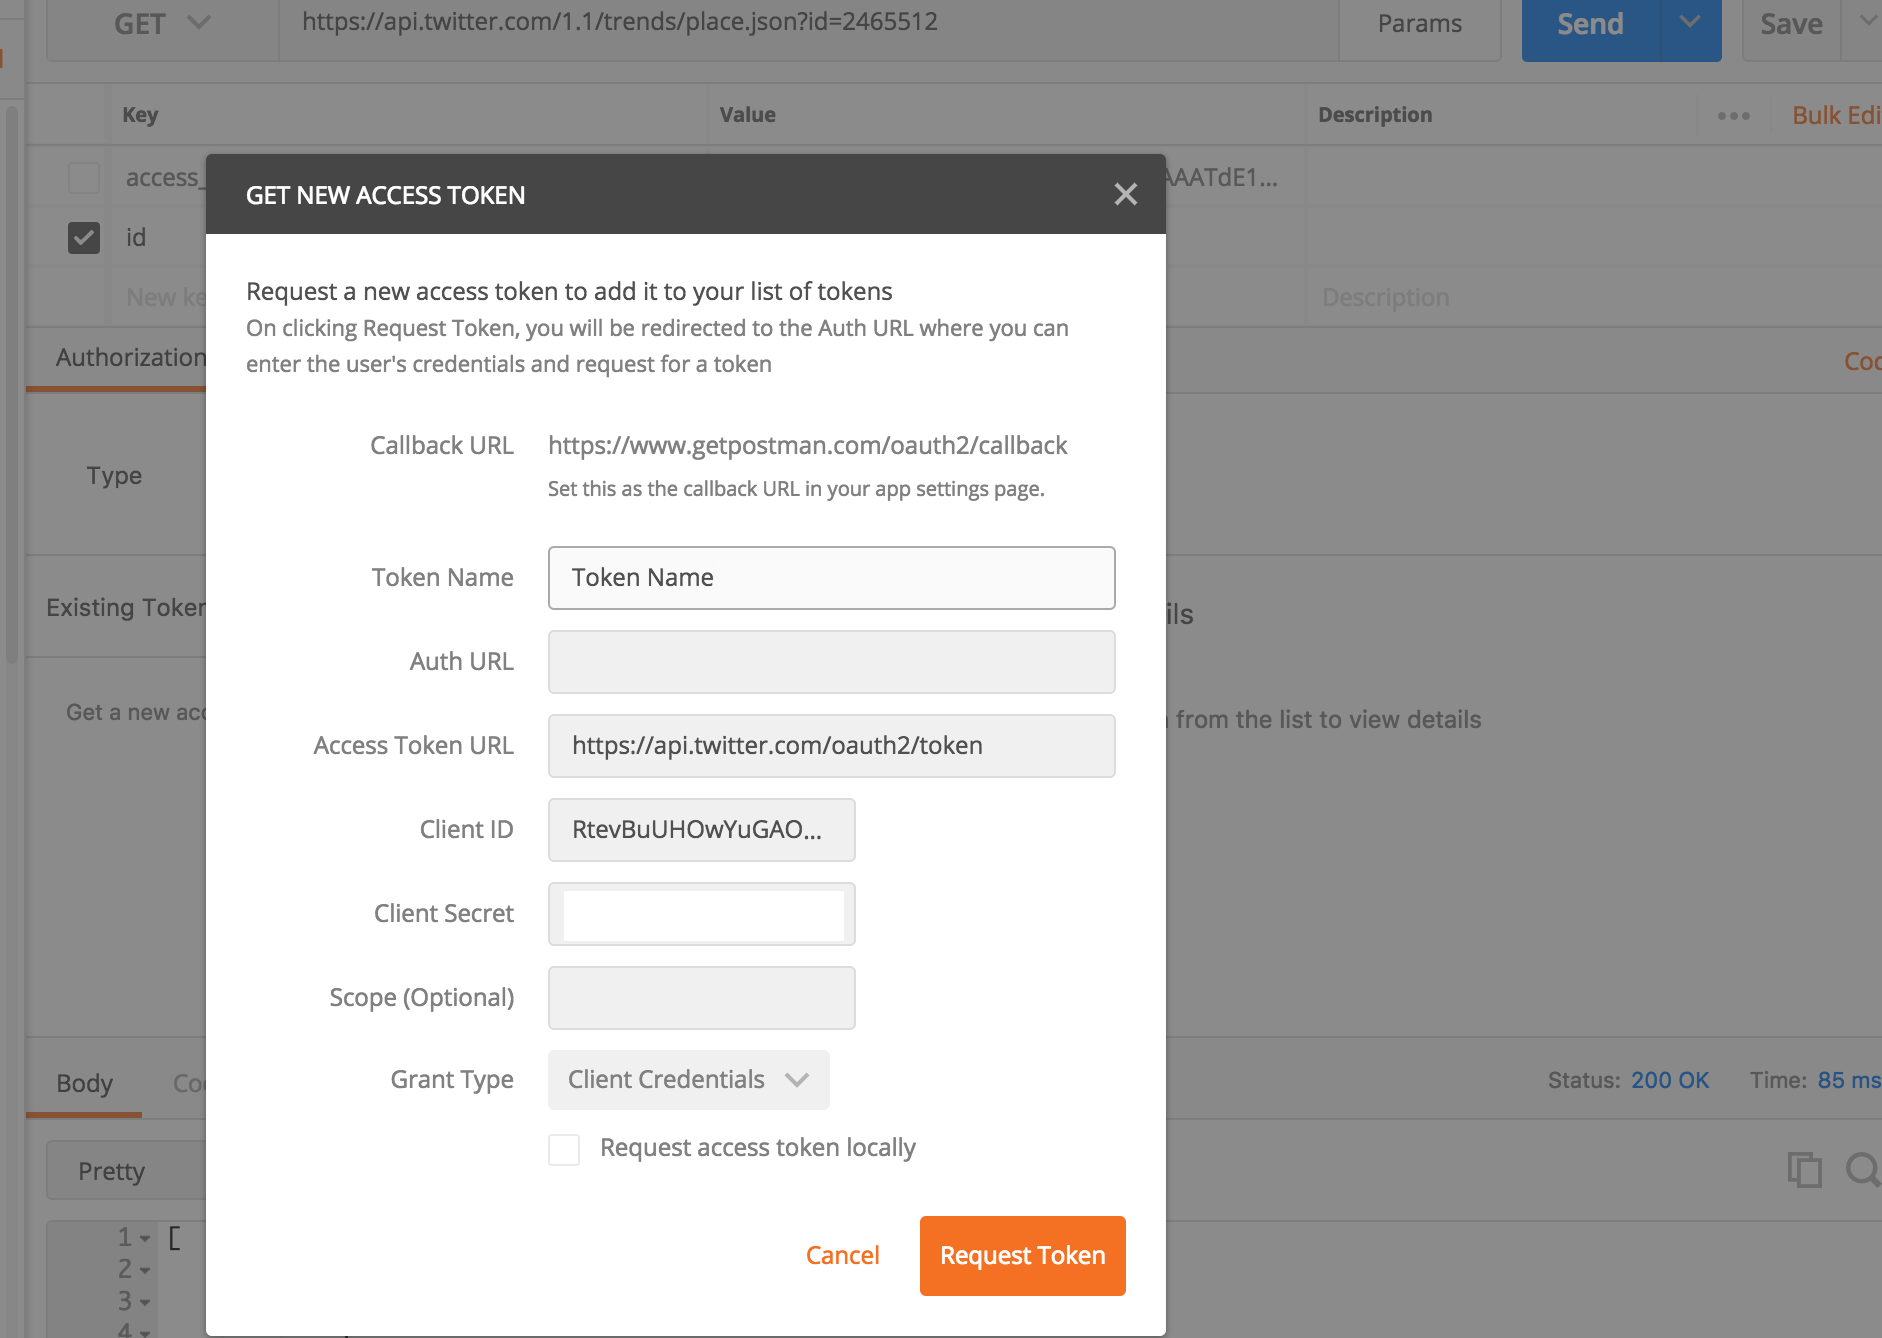 GET
https://api.twitter.com/1.1/trends/place.json?id=2465512
Params
Send
Save
Key
Value
Description
Bulk Edi
access_
AAATdE1...
id
New ke
Description
Authorization
Coo
Type
Existing Token
ils
Get a new acc
from the list to view details
GET NEW ACCESS TOKEN
Request a new access token to add it to your list of tokens
On clicking Request Token, you will be redirected to the Auth URL where you can
enter the user's credentials and request for a token
Callback URL
https://www.getpostman.com/oauth2/callback
Set this as the callback URL in your app settings page.
Token Name
Token Name
Auth URL
Access Token URL
https://api.twitter.com/oauth2/token
Client ID
RtevBuUHOwYuGAO...
Client Secret
Scope (Optional)
Grant Type
Client Credentials
Request access token locally
Cancel
Request Token
Body
Coo
Status: 200 OK
Time: 85 ms
Pretty
1
[
2
3
4